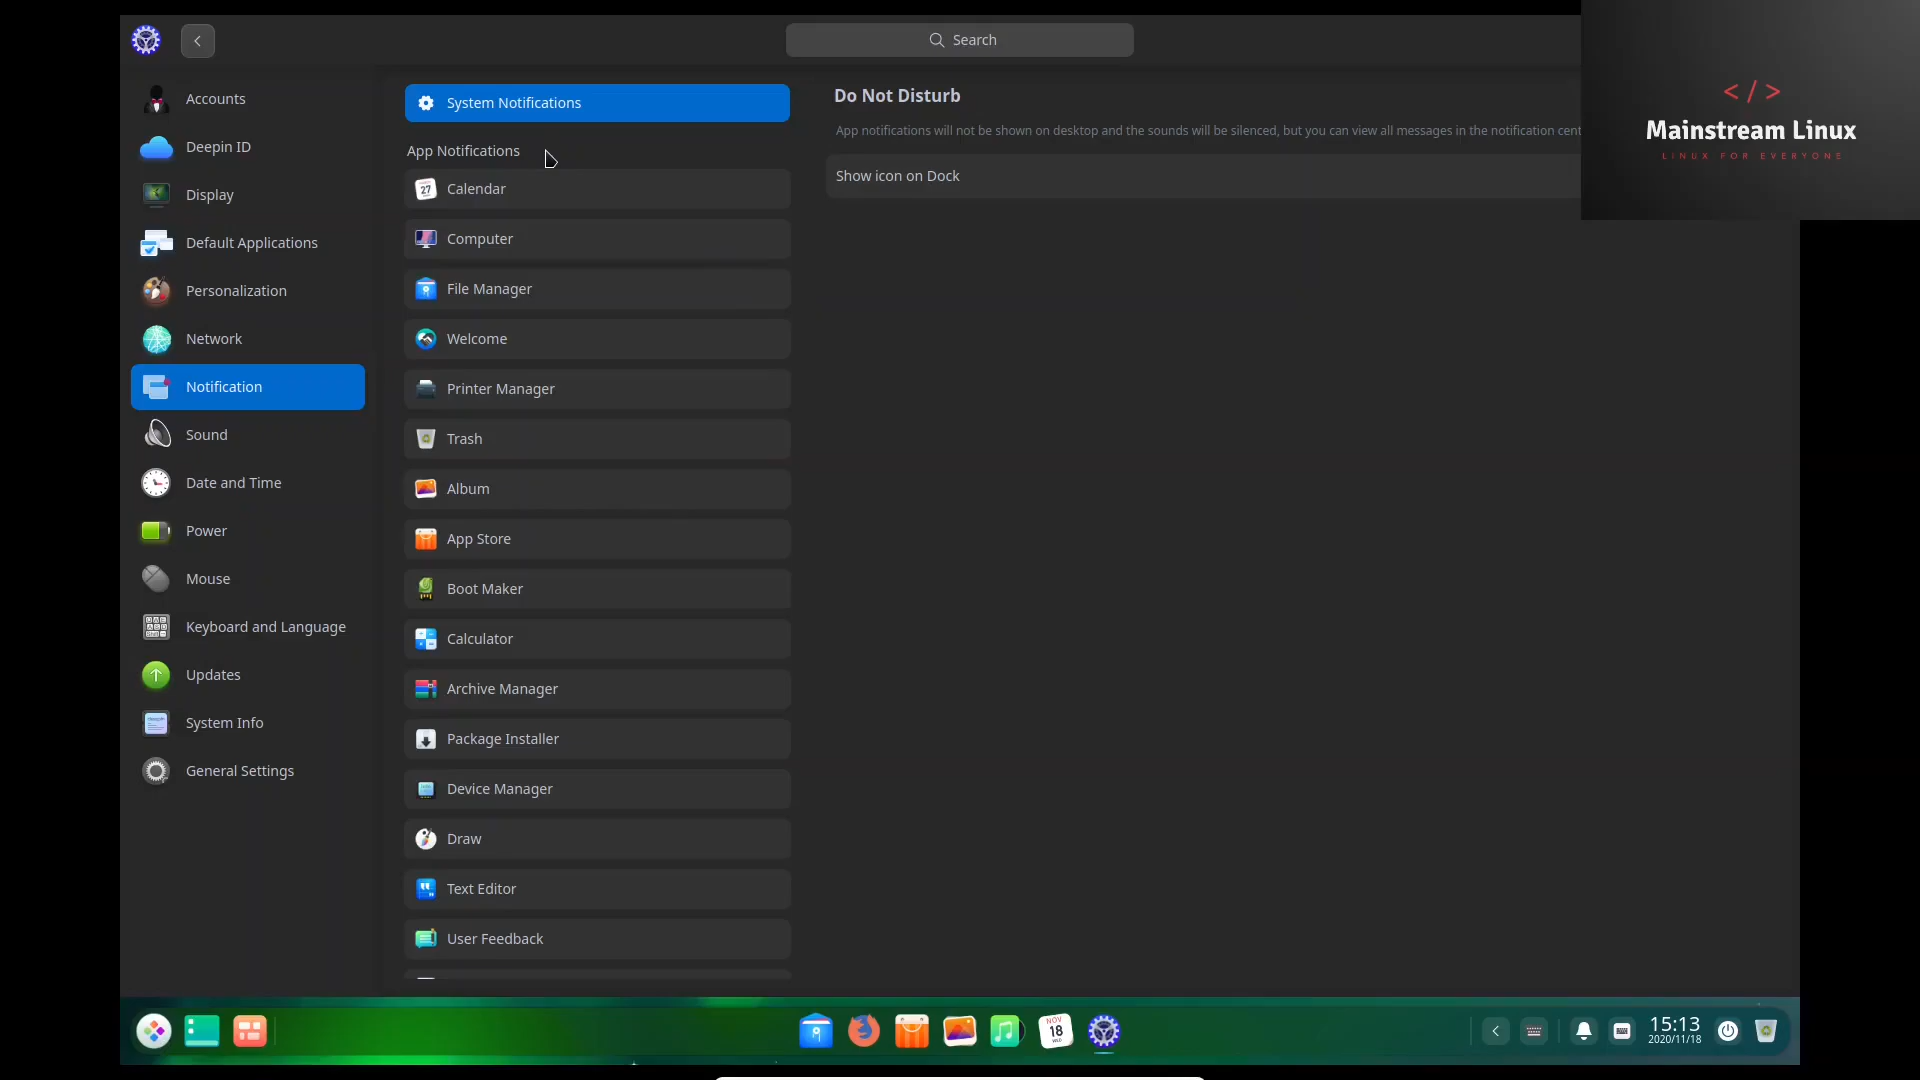 Search
</>
Mainstream Linux
LINUX FOR EVERYONE
Accounts
Deepin ID
Display
Default Applications
Personalization
Network
Notification
Sound
Date and Time
Power
Mouse
Keyboard and Language
Updates
System Info
General Settings
System Notifications
App Notifications
27
Calendar
Computer
File Manager
Welcome
Printer Manager
Trash
Album
App Store
Boot Maker
Calculator
Archive Manager
Package Installer
Device Manager
Draw
Text Editor
User Feedback
Do Not Disturb
App notifications will not be shown on desktop and the sounds will be silenced, but you can view all messages in the notification cent
Show icon on Dock
NOV
18
WED
15:13
2020/11/18